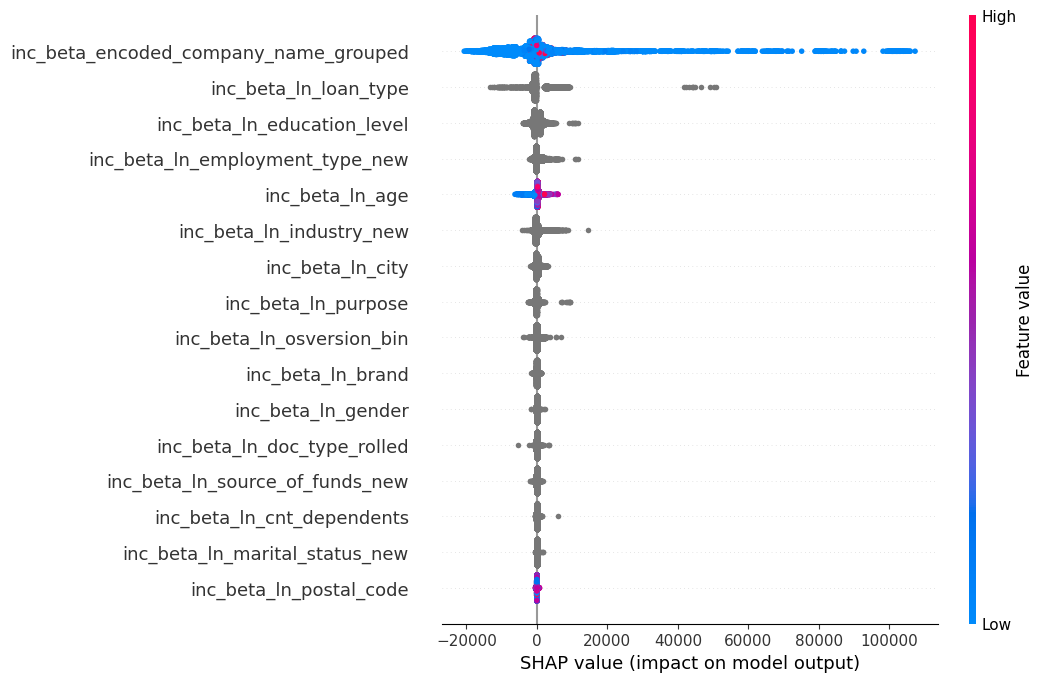 High
inc_beta_encoded_company_name_grouped
inc_beta_ln_loan_type
inc_beta_ln_education_level
inc_beta_ln_employment_type_new
inc_beta_ln_age
inc_beta_ln_industry_new
inc_beta_ln_city
inc_beta_ln_purpose
inc_beta_ln_osversion_bin
inc_beta_ln_brand
inc_beta_ln_gender
inc_beta_ln_doc_type_rolled
inc_beta_ln_source_of_funds_new
inc_beta_ln_cnt_dependents
inc_beta_ln_marital_status_new
inc_beta_ln_postal_code
Feature value
Low
−20000 0 20000 40000 60000 80000 100000
SHAP value (impact on model output)